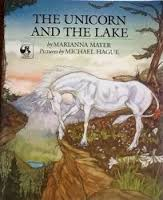 THE UNICORN
AND THE LAKE
by MARIANNA MAYER
Pictures by MICHAEL HAGUE